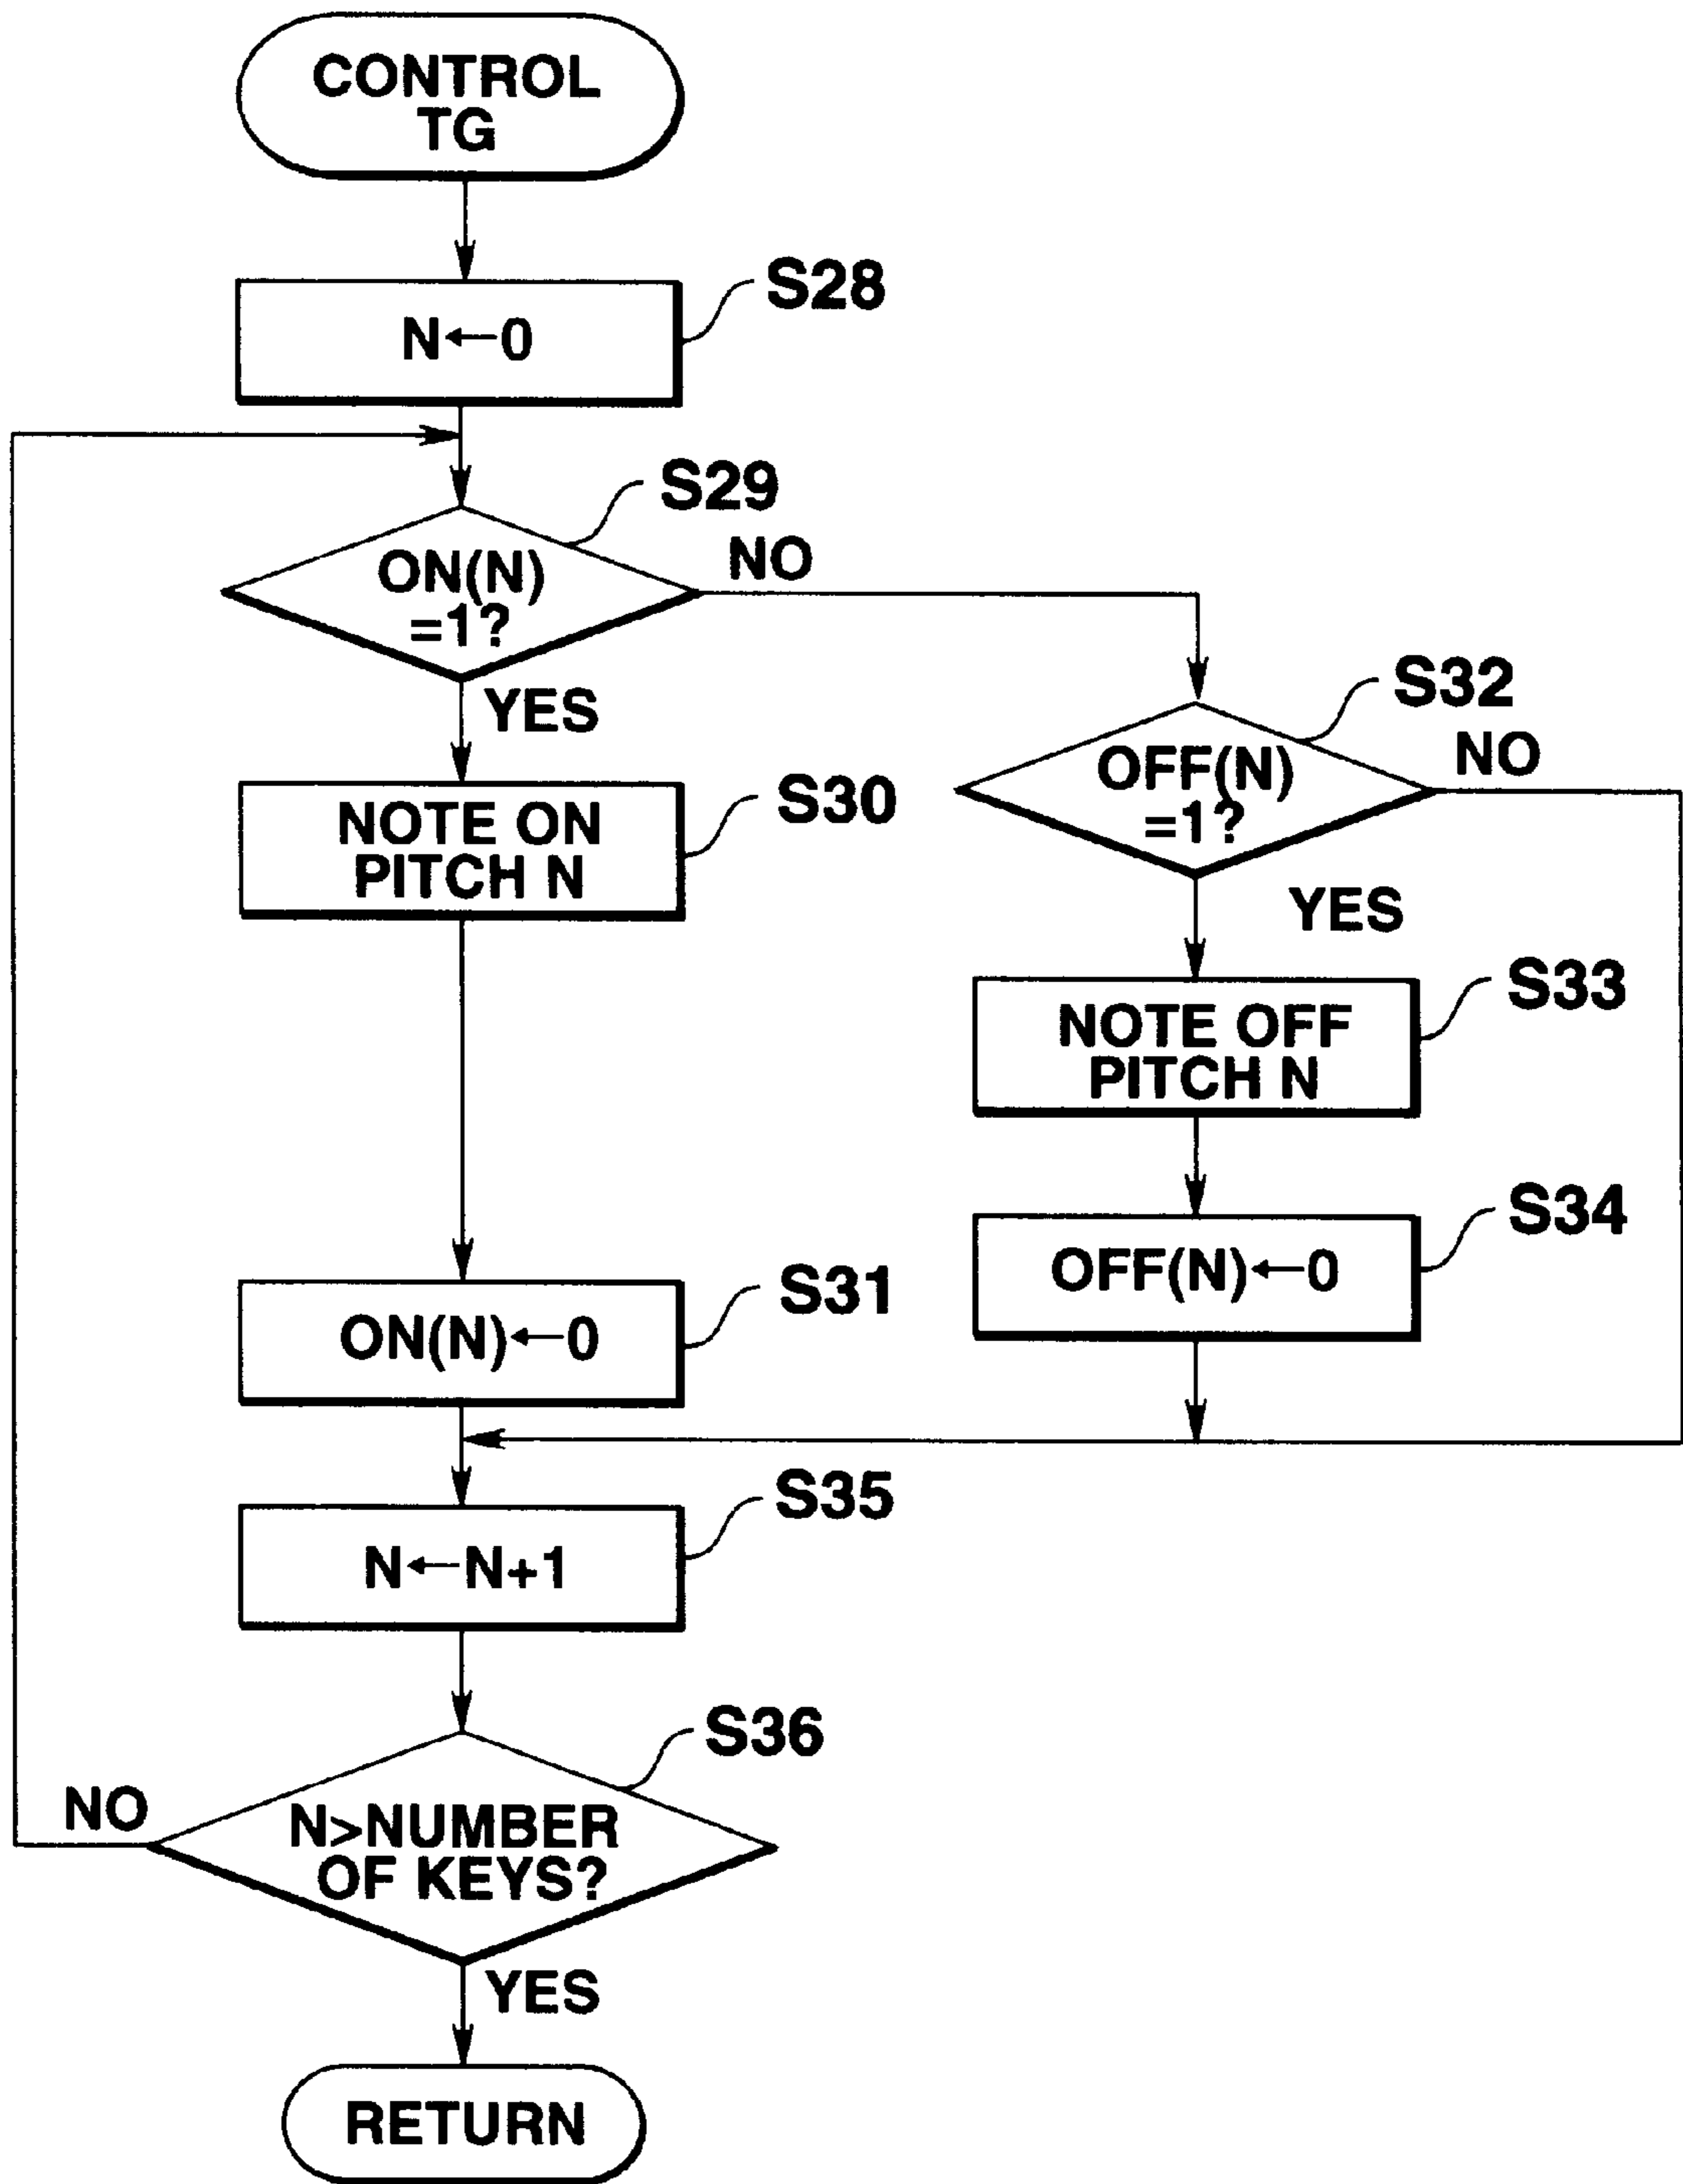 CONTROL
TG
S28
N←0
S29
ON(N)
=1?
NO
YES
S30
NOTE ON
PITCH N
S32
OFF(N)
=1?
NO
YES
S33
NOTE OFF
PITCH N
S34
OFF(N)←0
S31
ON(N)←0
S35
N←N+1
S36
N>NUMBER
OF KEYS?
NO
YES
RETURN